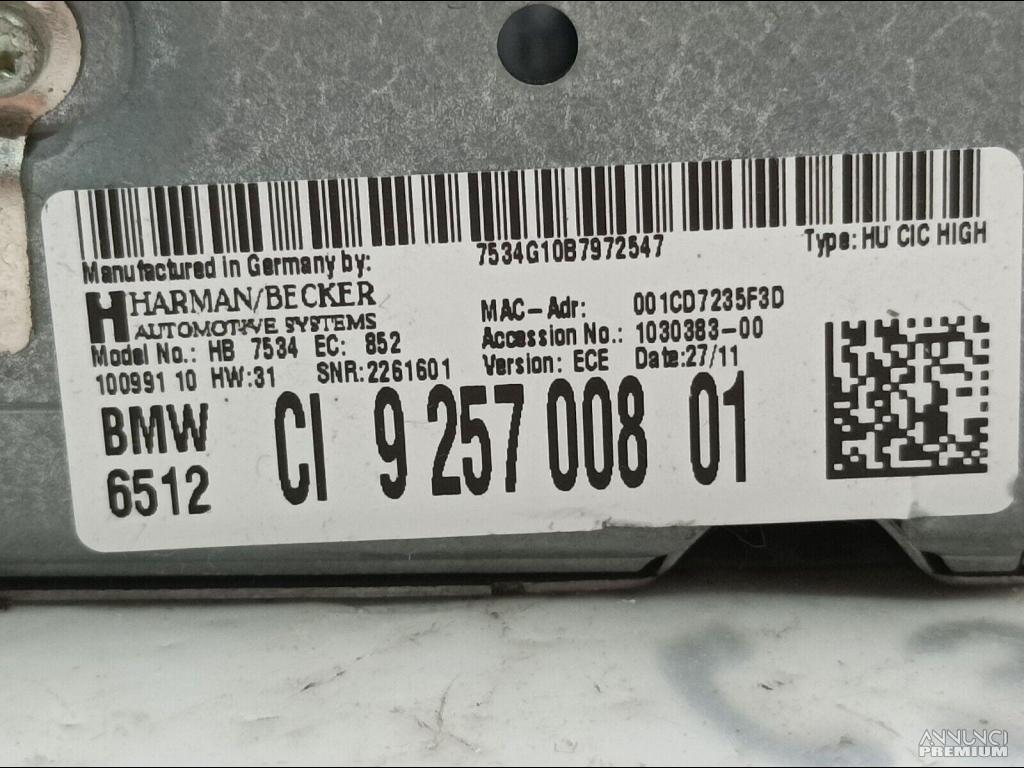 7534G10B7972547
Type: HU CIC HIGH
Manufactured in Germany by:
HARMAN/BECKER
AUTOMOTIVE SYSTEMS
MAC-Adr: 001CD7235F3D
Accession No.: 1030383-00
Model No.: HB 7534 EC: 852
Version: ECE Date:27/11
100991 10 HW:31 SNR:2261601
BMW CI 9 257 008 01
6512
ANNUNCI
PREMIUM